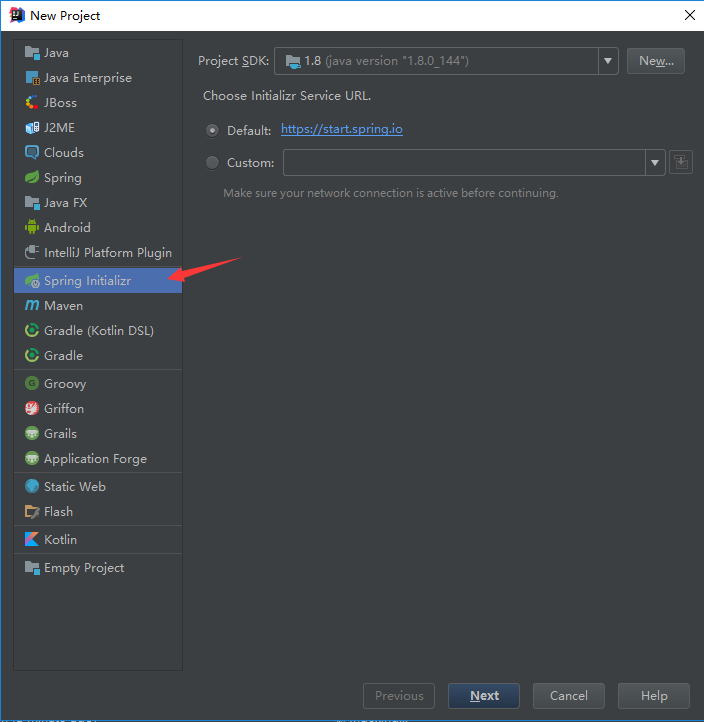 New Project
Java
Java Enterprise
JBoss
J2ME
Clouds
Spring
Java FX
Android
IntelliJ Platform Plugin
Spring Initializr
Maven
Gradle (Kotlin DSL)
Gradle
Groovy
Griffon
Grails
Application Forge
Static Web
Flash
Kotlin
Empty Project
Project SDK: 1.8 (java version "1.8.0_144") New...
Choose Initializr Service URL.
Default: https://start.spring.io
Custom:
Make sure your network connection is active before continuing.
Previous Next Cancel Help